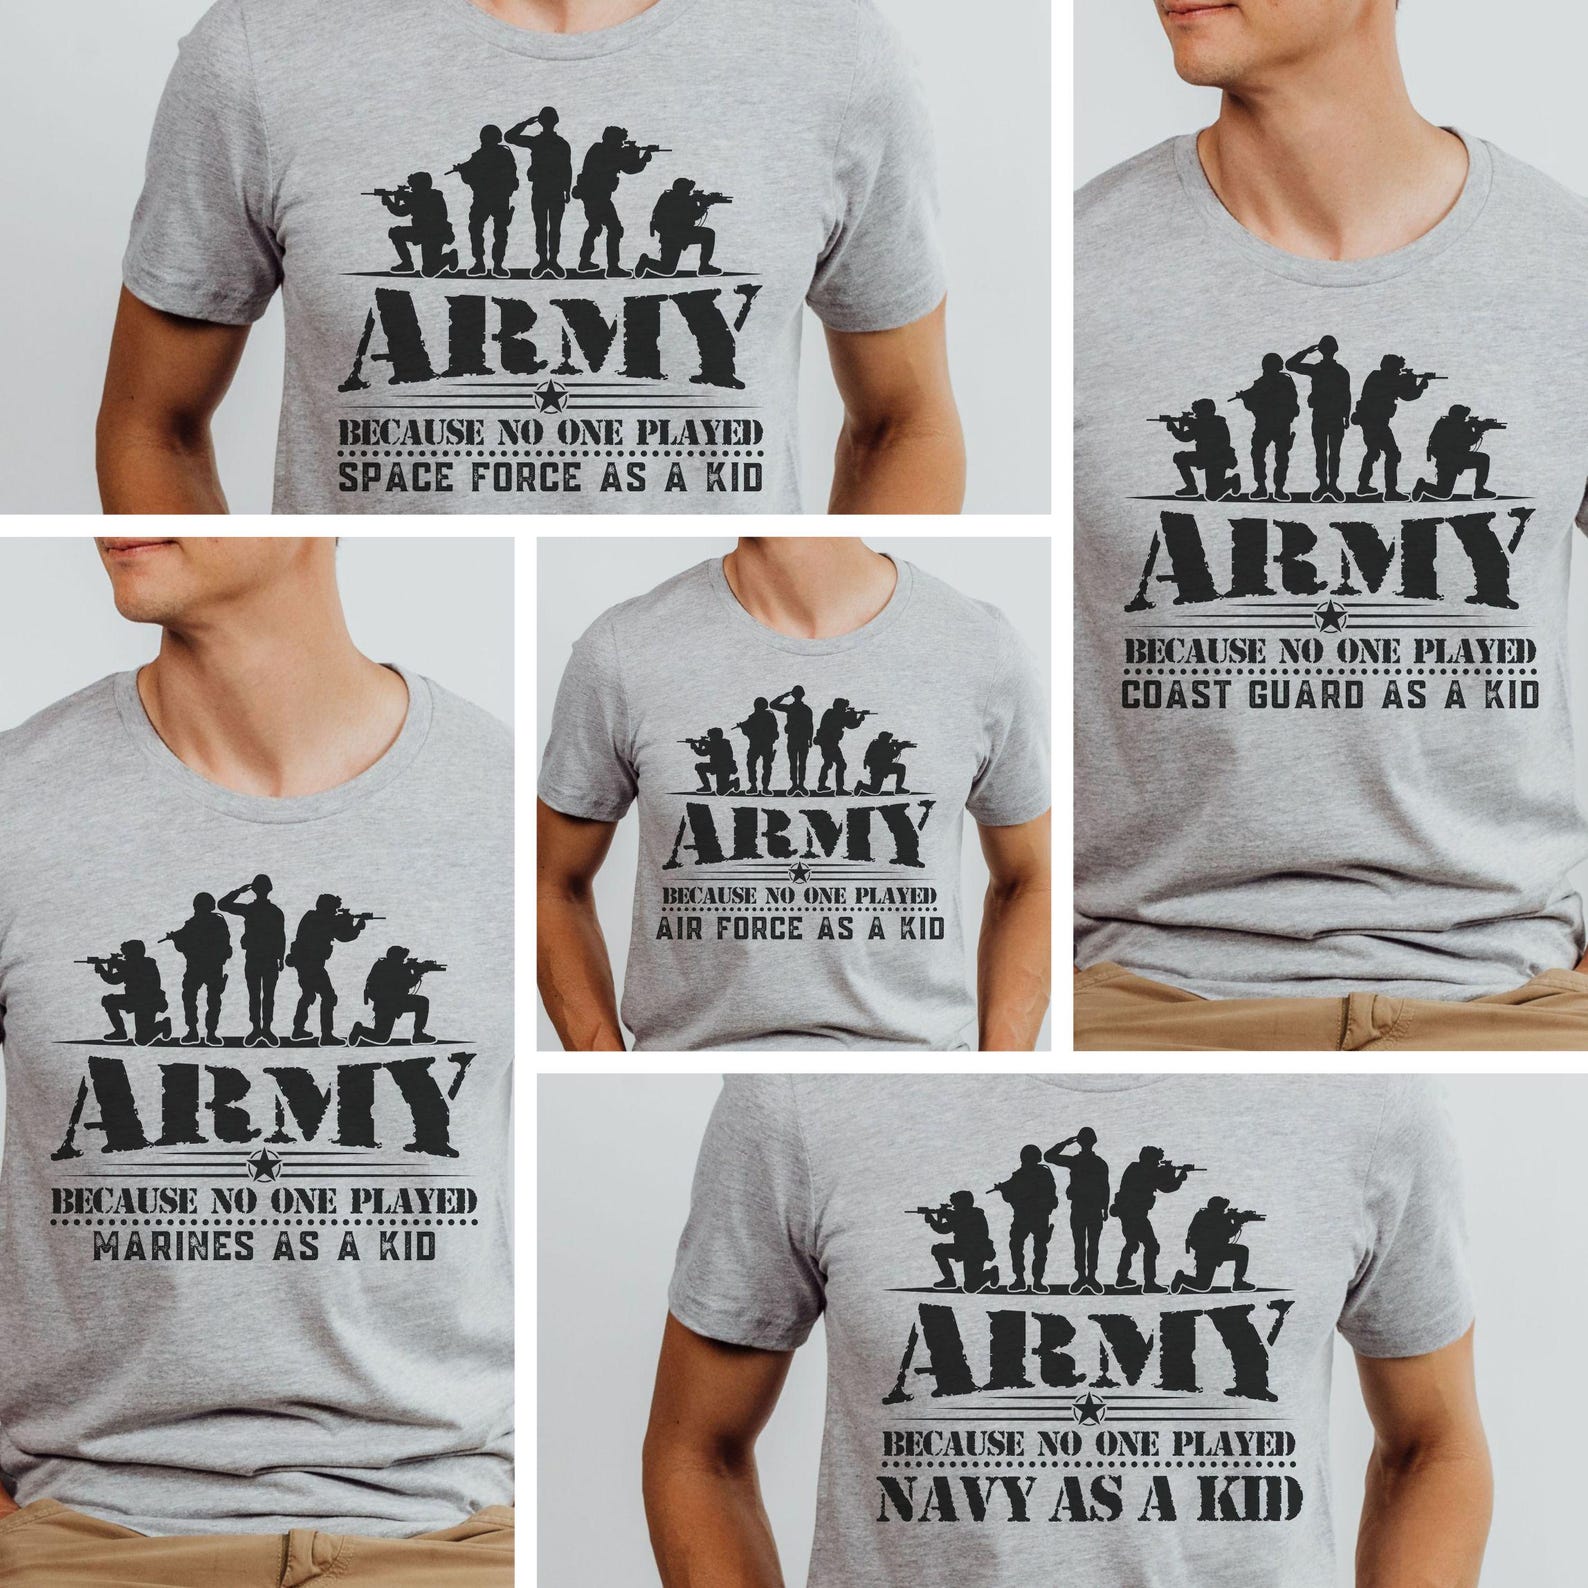 ARMY
BECAUSE NO ONE PLAYED
SPACE FORCE AS A KID
ARMY
BECAUSE NO ONE PLAYED
COAST GUARD AS A KID
ARMY
BECAUSE NO ONE PLAYED
MARINES AS A KID
ARMY
BECAUSE NO ONE PLAYED
AIR FORCE AS A KID
ARMY
BECAUSE NO ONE PLAYED
NAVY AS A KID